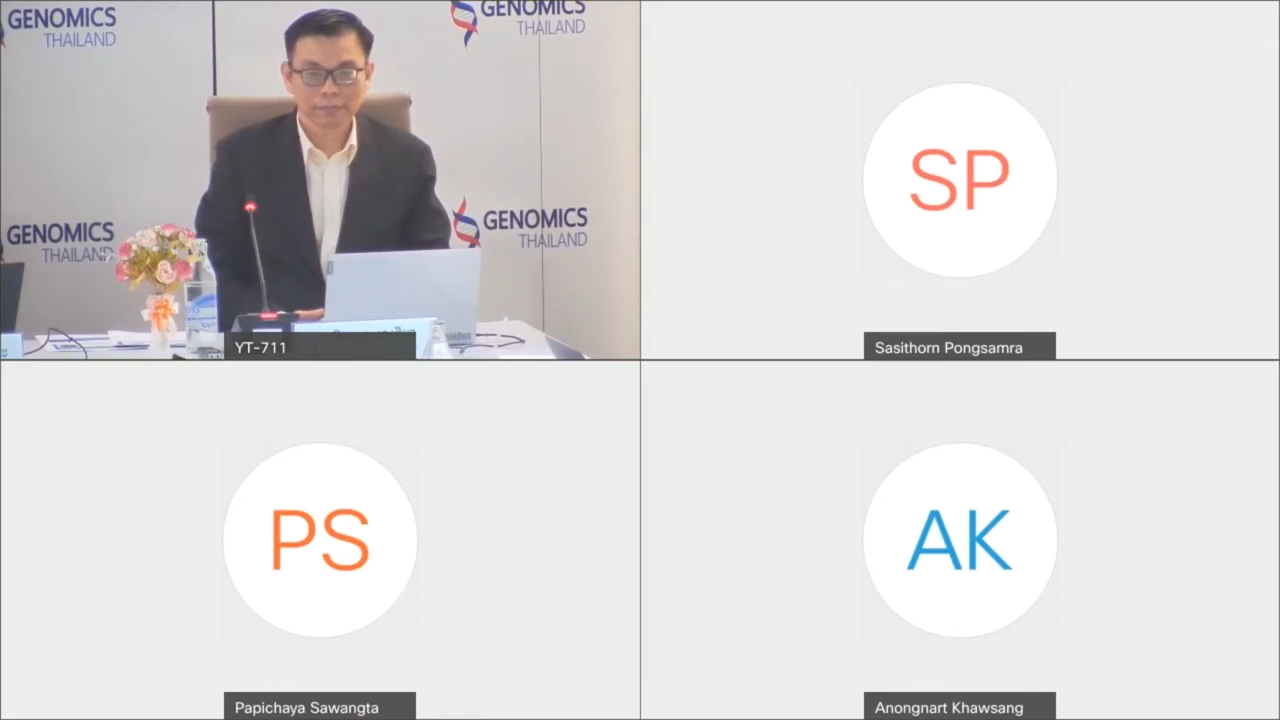 GENOMICS
THAILAND
GENOMICS
THAILAND
GENOMICS
THAILAND
GENOMICS
THAILAND
YT-711
SP
Sasithorn Pongsamra
PS
Papichaya Sawangta
AK
Anongnart Khawsang